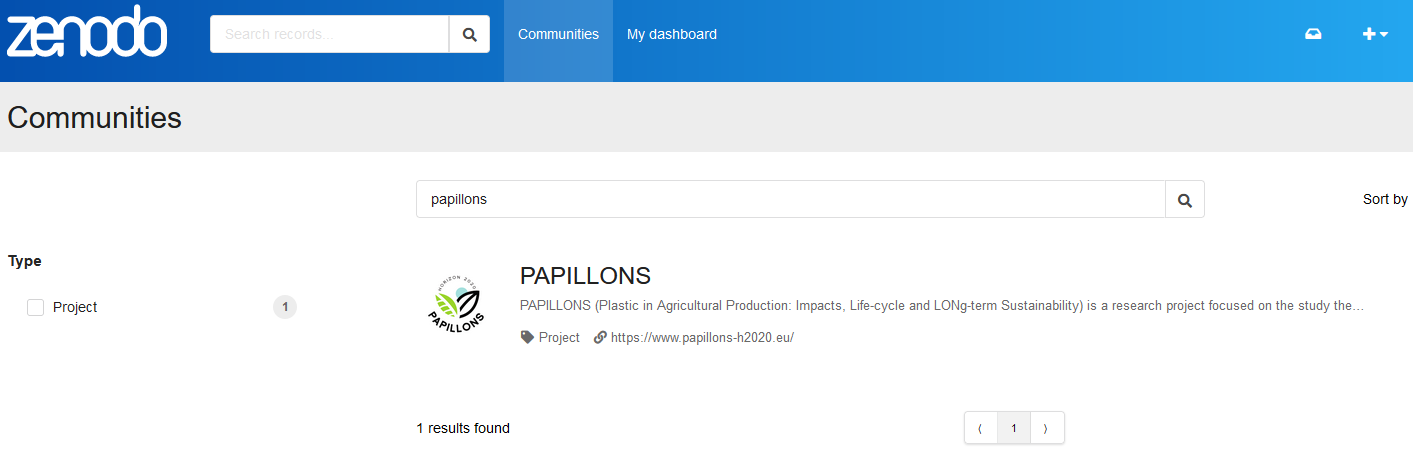 zenodo
Search records...
Communities
My dashboard
Communities
papillons
Sort by
Type
Project
1
HORIZON 2020
PAPILLONS
PAPILLONS
PAPILLONS (Plastic in Agricultural Production: Impacts, Life-cycle and LONg-term Sustainability) is a research project focused on the study the...
Project
https://www.papillons-h2020.eu/
1 results found
⟨ 1 ⟩